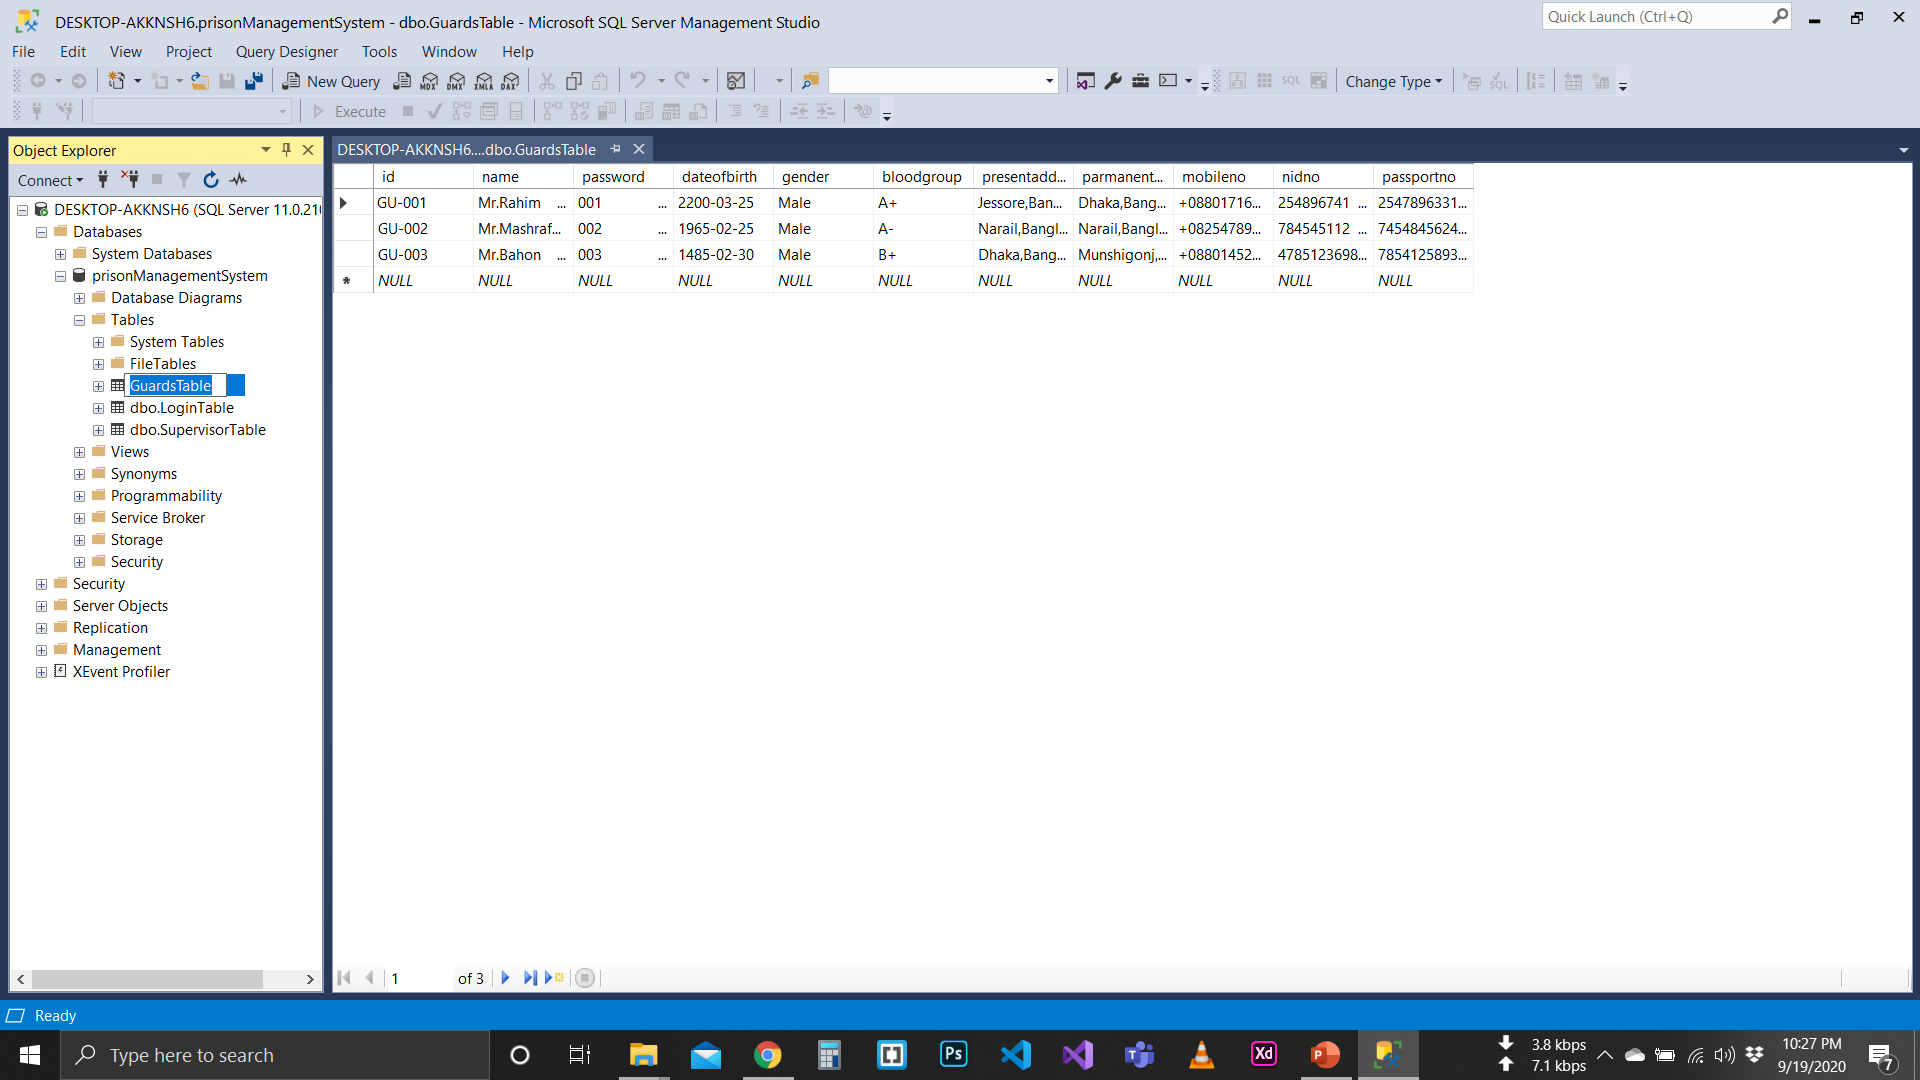 DESKTOP-AKKNSH6.prisonManagementSystem - dbo.GuardsTable - Microsoft SQL Server Management Studio
Quick Launch (Ctrl+Q)
File Edit View Project Query Designer Tools Window Help
New Query MDX DMX XMLA DAX SQL Change Type
Execute
Object Explorer
DESKTOP-AKKNSH6....dbo.GuardsTable
Connect
DESKTOP-AKKNSH6 (SQL Server 11.0.210
Databases
System Databases
prisonManagementSystem
Database Diagrams
Tables
System Tables
FileTables
GuardsTable
dbo.LoginTable
dbo.SupervisorTable
Views
Synonyms
Programmability
Service Broker
Storage
Security
Security
Server Objects
Replication
Management
XEvent Profiler
id name password dateofbirth gender bloodgroup presentadd... parmanent... mobileno nidno passportno
GU-001 Mr.Rahim ... 001 ... 2200-03-25 Male A+ Jessore,Ban... Dhaka,Bang... +08801716... 254896741 ... 2547896331...
GU-002 Mr.Mashraf... 002 ... 1965-02-25 Male A- Narail,Bangl... Narail,Bangl... +08254789... 784545112 ... 7454845624...
GU-003 Mr.Bahon ... 003 ... 1485-02-30 Male B+ Dhaka,Bang... Munshigonj,... +08801452... 4785123698... 7854125893...
NULL NULL NULL NULL NULL NULL NULL NULL NULL NULL NULL
1 of 3
Ready
Type here to search
Ps
Xd
3.8 kbps
7.1 kbps
10:27 PM
9/19/2020
7